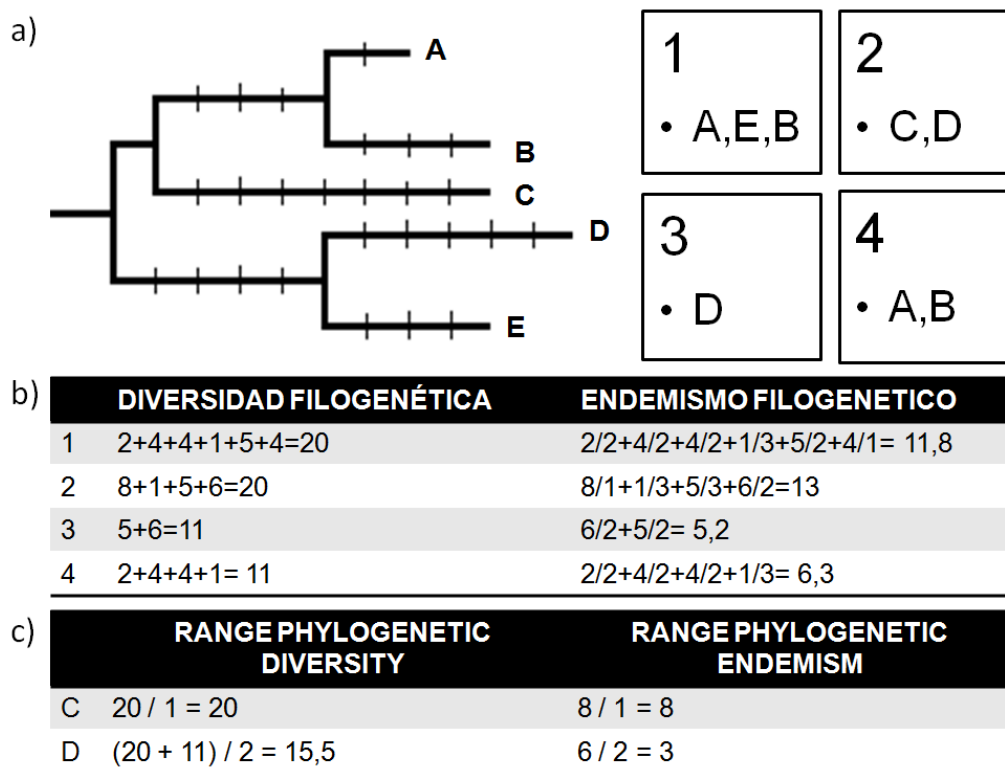 a)
A
B
C
D
E
1
• A,E,B
2
• C,D
3
• D
4
• A,B
b)
DIVERSIDAD FILOGENÉTICA ENDEMISMO FILOGENETICO
1 2+4+4+1+5+4=20 2/2+4/2+4/2+1/3+5/2+4/1= 11,8
2 8+1+5+6=20 8/1+1/3+5/3+6/2=13
3 5+6=11 6/2+5/2= 5,2
4 2+4+4+1= 11 2/2+4/2+4/2+1/3= 6,3
c)
RANGE PHYLOGENETIC DIVERSITY RANGE PHYLOGENETIC ENDEMISM
C 20 / 1 = 20 8 / 1 = 8
D (20 + 11) / 2 = 15,5 6 / 2 = 3